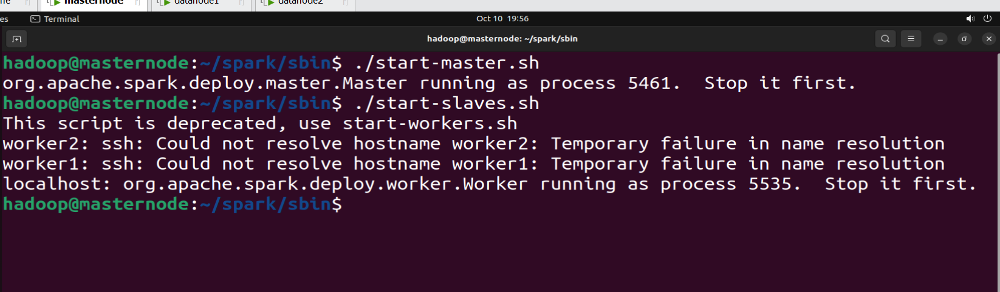 masternode datanode1 datanode2
es Terminal Oct 10 19:56
hadoop@masternode: ~/spark/sbin
hadoop@masternode:~/spark/sbin$ ./start-master.sh
org.apache.spark.deploy.master.Master running as process 5461.  Stop it first.
hadoop@masternode:~/spark/sbin$ ./start-slaves.sh
This script is deprecated, use start-workers.sh
worker2: ssh: Could not resolve hostname worker2: Temporary failure in name resolution
worker1: ssh: Could not resolve hostname worker1: Temporary failure in name resolution
localhost: org.apache.spark.deploy.worker.Worker running as process 5535.  Stop it first.
hadoop@masternode:~/spark/sbin$